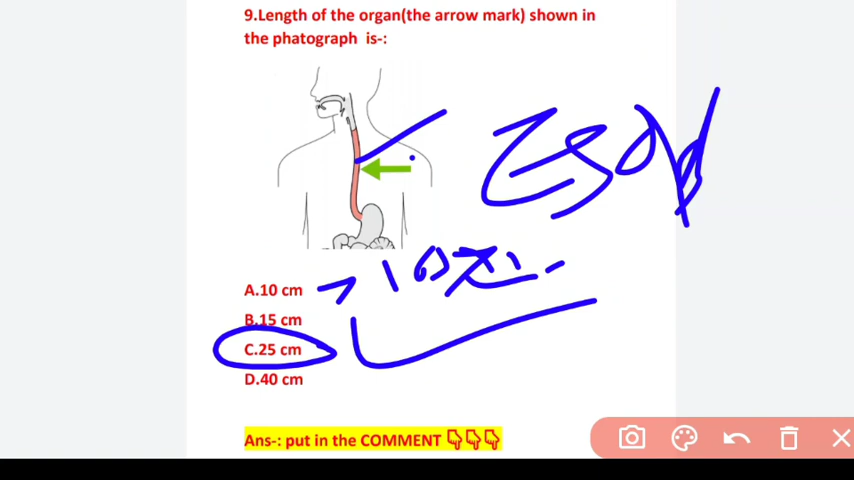 9.Length of the organ(the arrow mark) shown in
the phatograph is-:
A.10 cm
B.15 cm
C.25 cm
D.40 cm
Ans-: put in the COMMENT 👇👇👇